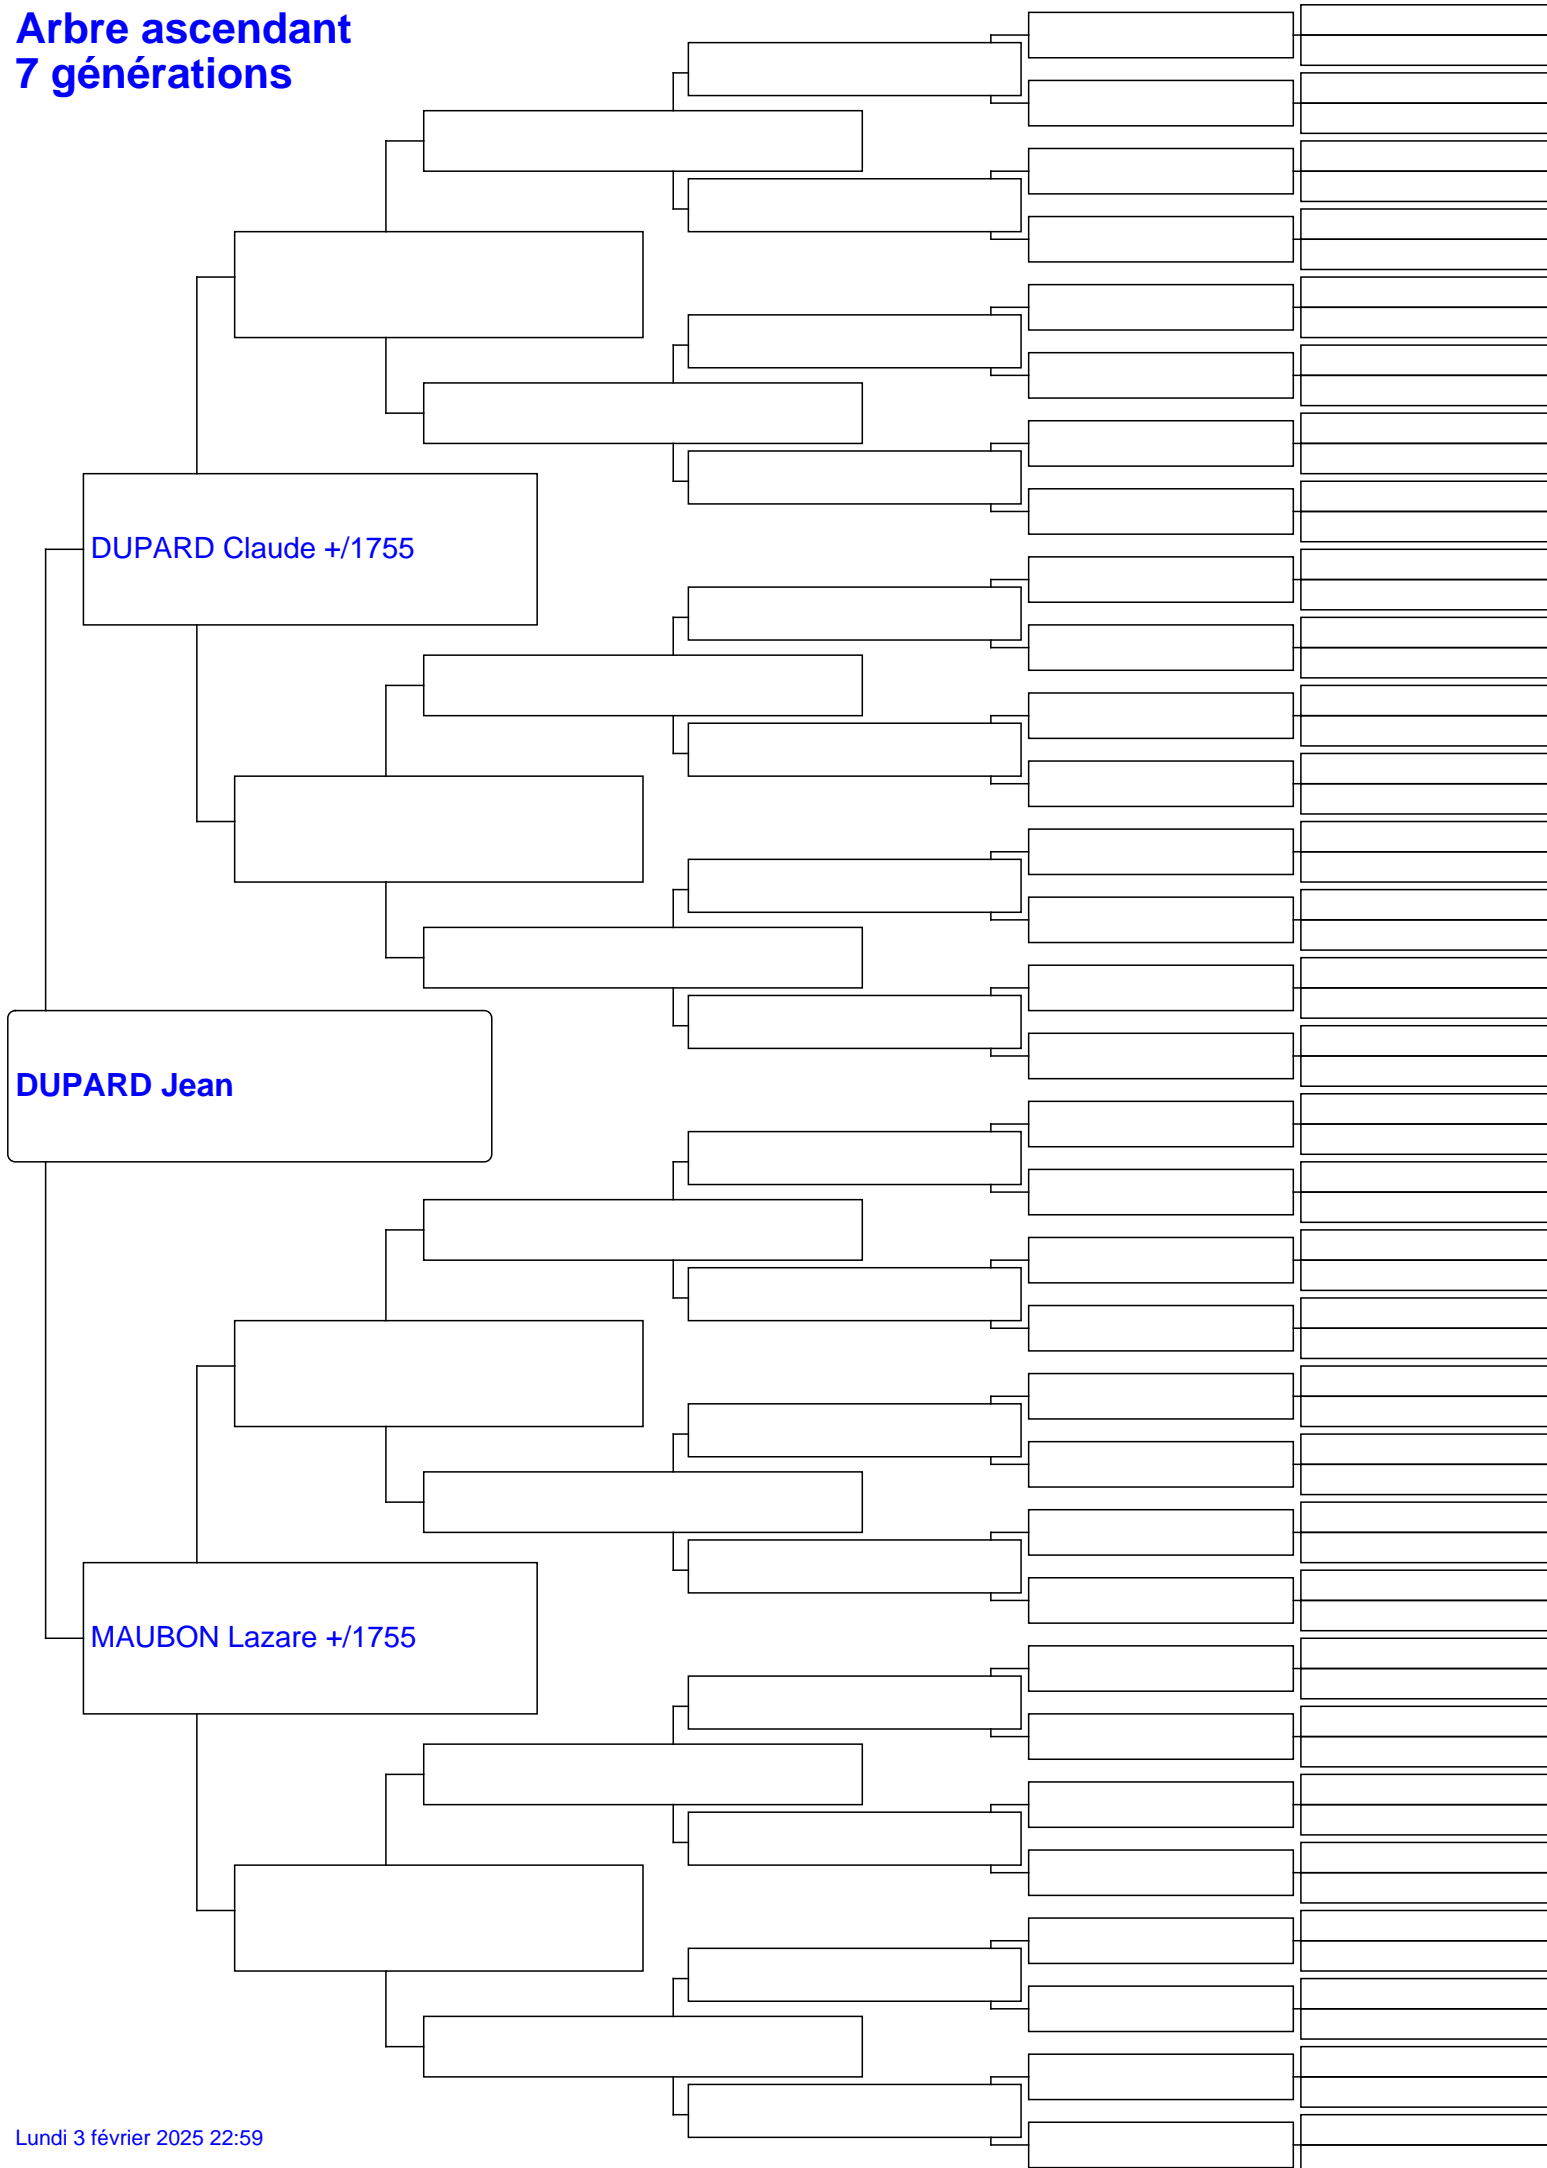 Arbre ascendant
7 générations
DUPARD Claude +/1755
DUPARD Jean
MAUBON Lazare +/1755
Lundi 3 février 2025 22:59